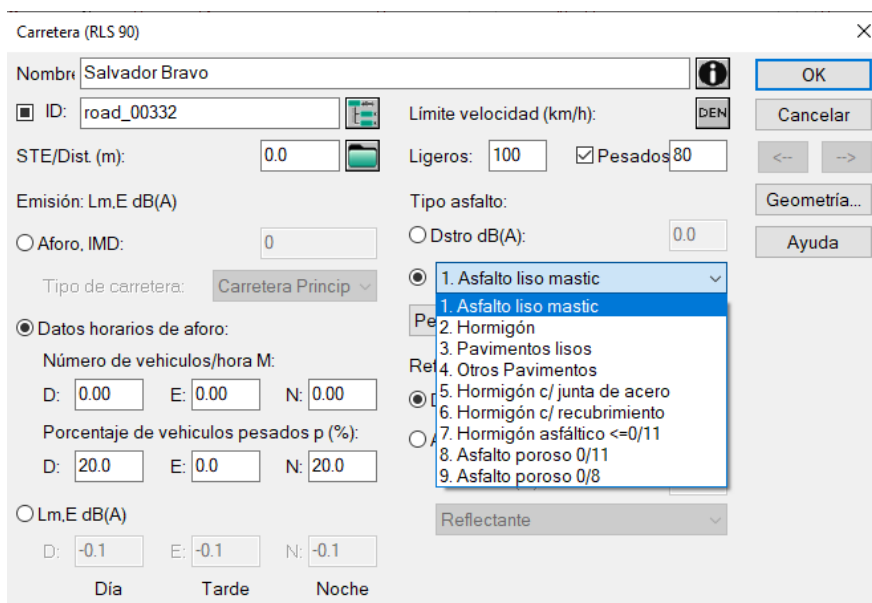 Carretera (RLS 90)
Nombre Salvador Bravo
OK
ID: road_00332
Límite velocidad (km/h):
DEN
Cancelar
STE/Dist. (m): 0.0
Ligeros: 100
Pesados 80
<-- -->
Emisión: Lm,E dB(A)
Tipo asfalto:
Geometría...
Aforo, IMD: 0
Dstro dB(A): 0.0
Ayuda
Tipo de carretera: Carretera Princip
1. Asfalto liso mastic
1. Asfalto liso mastic
2. Hormigón
3. Pavimentos lisos
4. Otros Pavimentos
5. Hormigón c/ junta de acero
6. Hormigón c/ recubrimiento
7. Hormigón asfáltico <=0/11
8. Asfalto poroso 0/11
9. Asfalto poroso 0/8
Reflectante
Datos horarios de aforo:
Número de vehiculos/hora M:
D: 0.00 E: 0.00 N: 0.00
Porcentaje de vehiculos pesados p (%):
D: 20.0 E: 0.0 N: 20.0
Lm,E dB(A)
D: -0.1 E: -0.1 N: -0.1
Día Tarde Noche